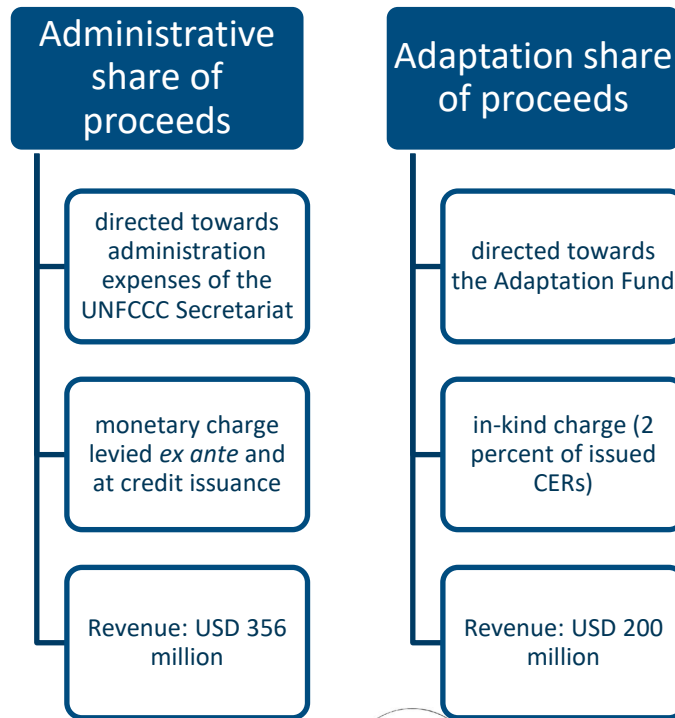 Administrative
share of
proceeds
directed towards
administration
expenses of the
UNFCCC Secretariat
monetary charge
levied ex ante and
at credit issuance
Revenue: USD 356
million
Adaptation share
of proceeds
directed towards
the Adaptation Fund
in-kind charge (2
percent of issued
CERs)
Revenue: USD 200
million